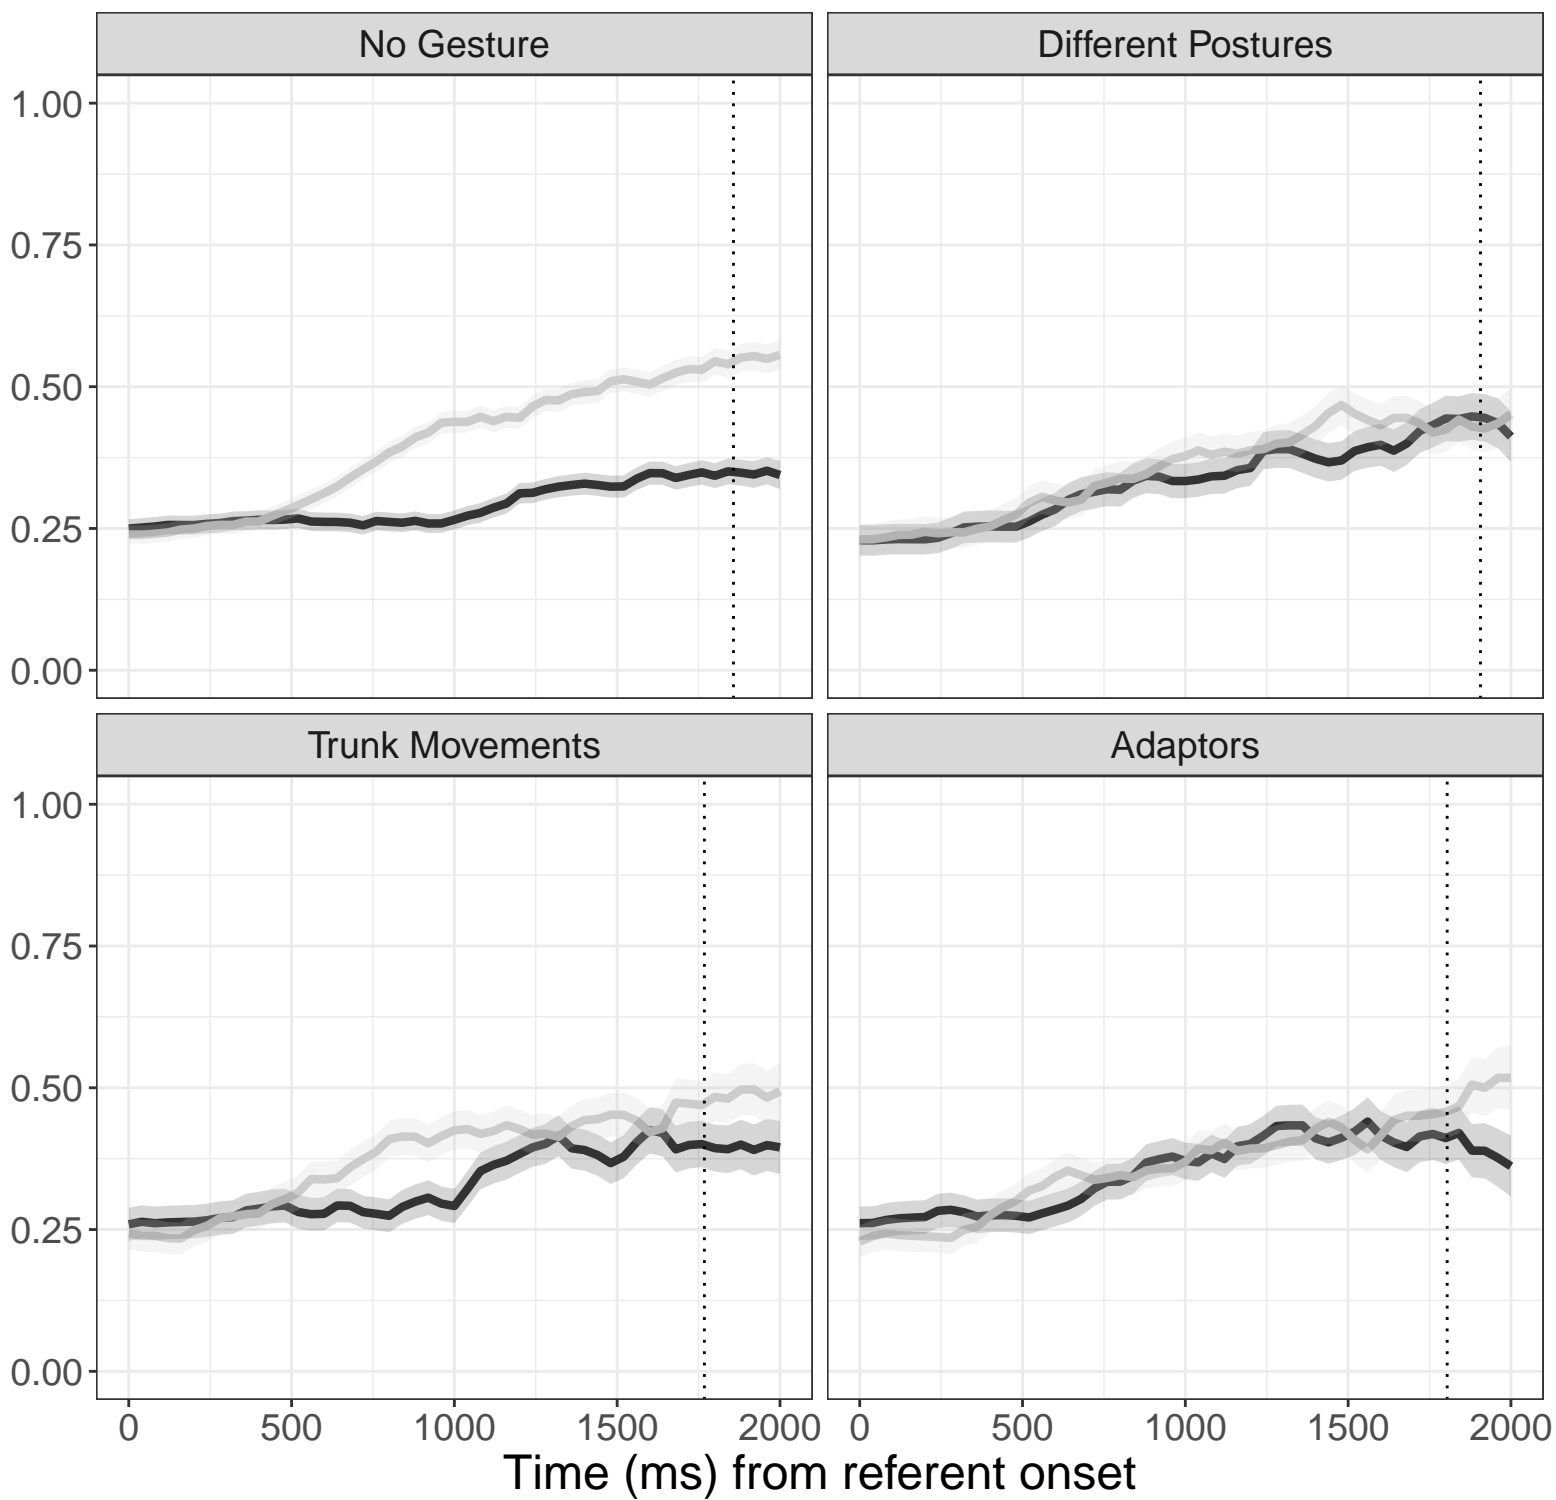 No Gesture
Different Postures
1.00
0.75
0.50
0.25
0.00
Trunk Movements
Adaptors
1.00
0.75
0.50
0.25
0.00
0 500 1000 1500 2000 0 500 1000 1500 2000
Time (ms) from referent onset